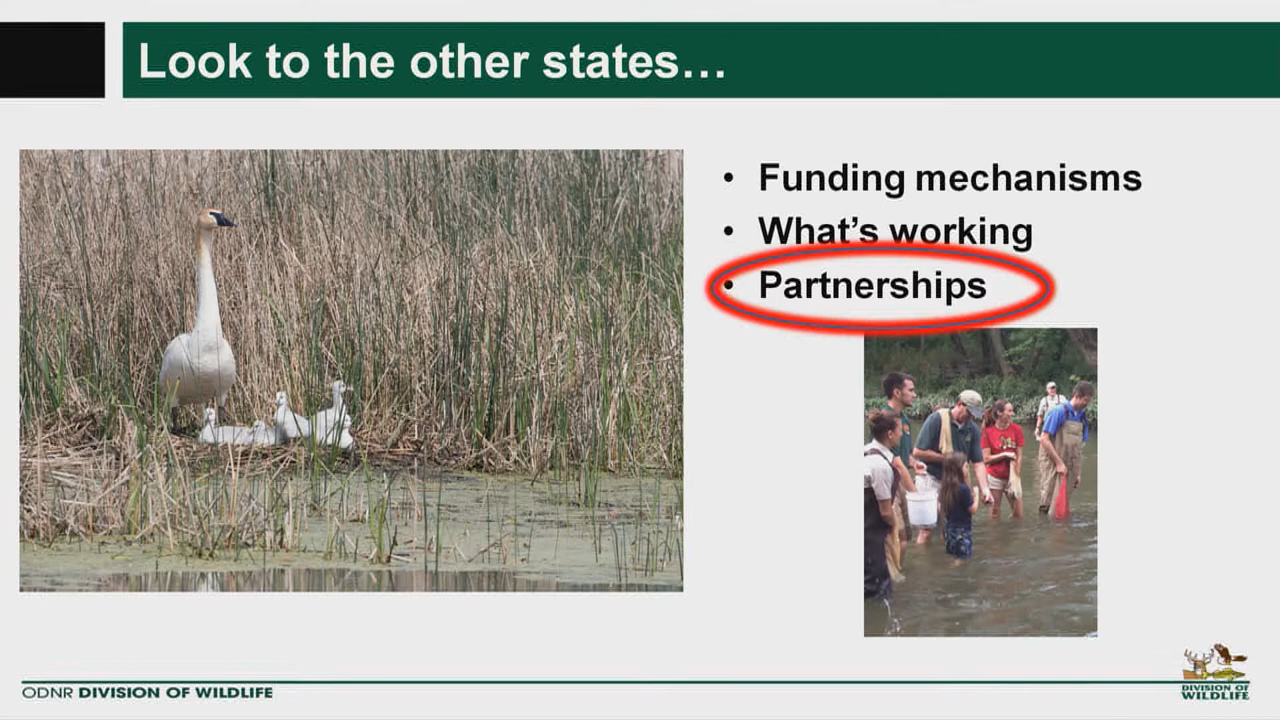 Look to the other states…
• Funding mechanisms
• What's working
• Partnerships
ODNR DIVISION OF WILDLIFE
DIVISION OF
WILDLIFE